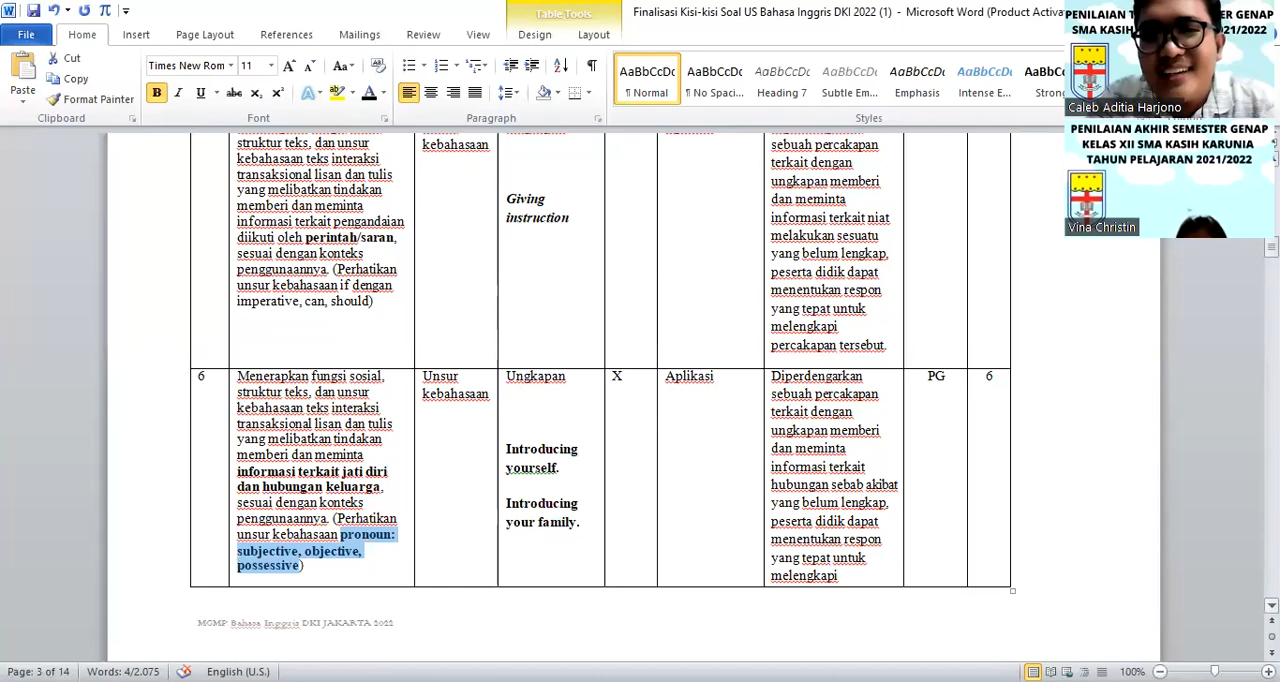 Finalisasi Kisi-kisi Soal US Bahasa Inggris DKI 2022 (1) - Microsoft Word (Product Activa
Table Tools
File
Home
Insert
Page Layout
References
Mailings
Review
View
Design
Layout
Paste
Cut
Copy
Format Painter
Clipboard
Times New Rom
11
Font
Paragraph
AaBbCcDc
¶ Normal
AaBbCcDc
¶ No Spaci...
AaBbCcDc
Heading 7
AaBbCcDc
Subtle Em...
AaBbCcDc
Emphasis
AaBbCcDc
Intense E...
AaBbCc
Strong
Styles
PENILAIAN
SMA KASIH
Caleb Aditia Harjono
PENILAIAN AKHIR SEMESTER GENAP
KELAS XII SMA KASIH KARUNIA
TAHUN PELAJARAN 2021/2022
Vina Christin
struktur teks, dan unsur
kebahasaan teks interaksi
transaksional lisan dan tulis
yang melibatkan tindakan
memberi dan meminta
informasi terkait pengandaian
diikuti oleh perintah/saran,
sesuai dengan konteks
penggunaannya. (Perhatikan
unsur kebahasaan if dengan
imperative, can, should)
kebahasaan
Giving
instruction
sebuah percakapan
terkait dengan
ungkapan memberi
dan meminta
informasi terkait niat
melakukan sesuatu
yang belum lengkap,
peserta didik dapat
menentukan respon
yang tepat untuk
melengkapi
percakapan tersebut.
6
Menerapkan fungsi sosial,
struktur teks, dan unsur
kebahasaan teks interaksi
transaksional lisan dan tulis
yang melibatkan tindakan
memberi dan meminta
informasi terkait jati diri
dan hubungan keluarga,
sesuai dengan konteks
penggunaannya. (Perhatikan
unsur kebahasaan pronoun:
subjective, objective,
possessive)
Unsur
kebahasaan
Ungkapan
Introducing
yourself.
Introducing
your family.
X
Aplikasi
Diperdengarkan
sebuah percakapan
terkait dengan
ungkapan memberi
dan meminta
informasi terkait
hubungan sebab akibat
yang belum lengkap,
peserta didik dapat
menentukan respon
yang tepat untuk
melengkapi
PG
6
MGMP Bahasa Inggris DKI JAKARTA 2022
Page: 3 of 14
Words: 4/2.075
English (U.S.)
100%